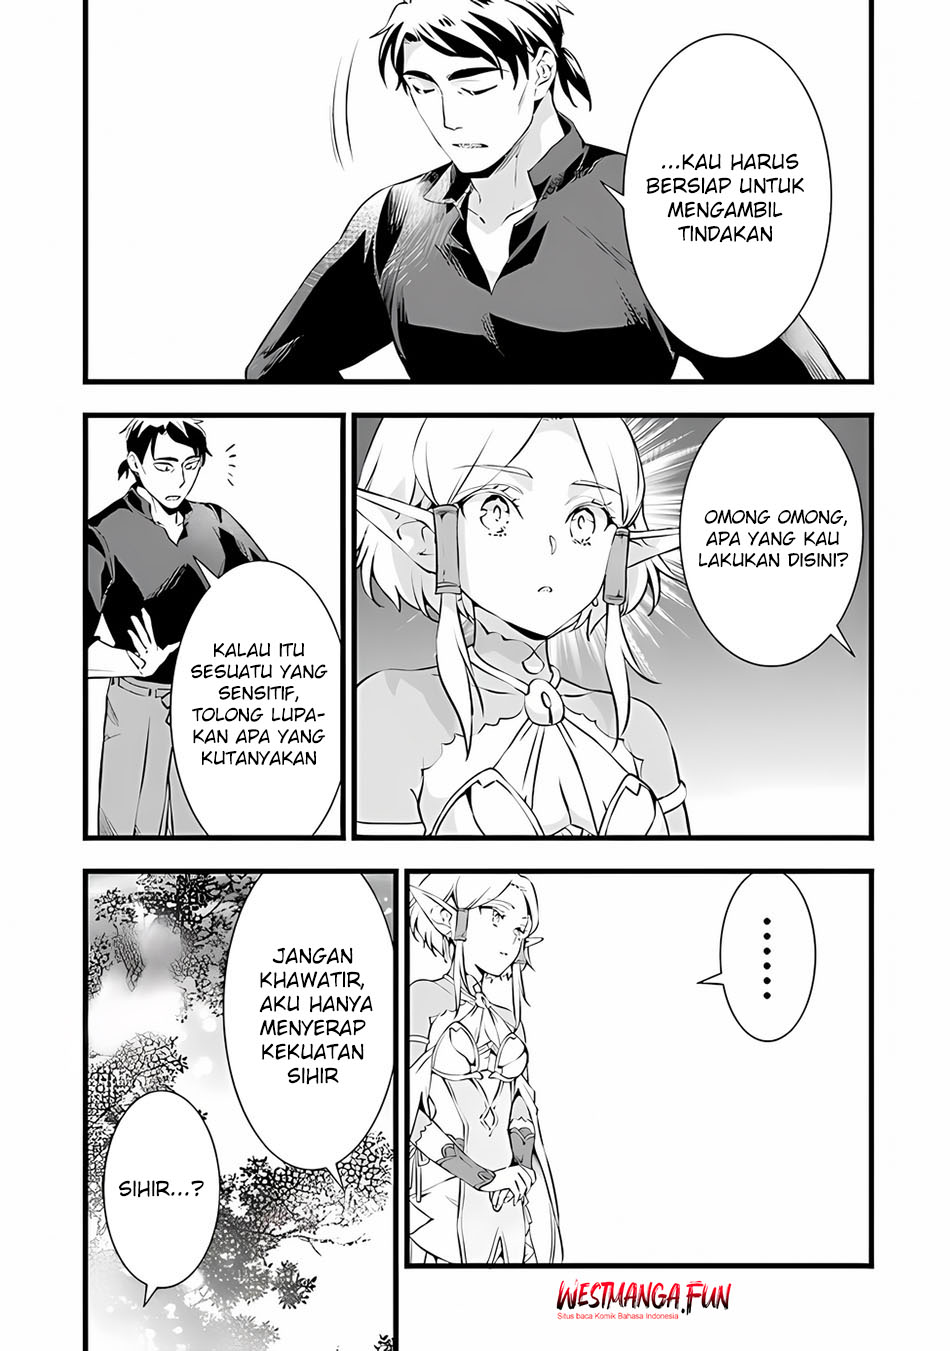 ...KAU HARUS
BERSIAP UNTUK
MENGAMBIL
TINDAKAN
OMONG OMONG,
APA YANG KAU
LAKUKAN DISINI?
KALAU ITU
SESUATU YANG
SENSITIF,
TOLONG LUPA-
KAN APA YANG
KUTANYAKAN
......
JANGAN
KHAWATIR,
AKU HANYA
MENYERAP
KEKUATAN
SIHIR
SIHIR...?
WESTMANGA.FUN
Situs baca Komik Bahasa Indonesia